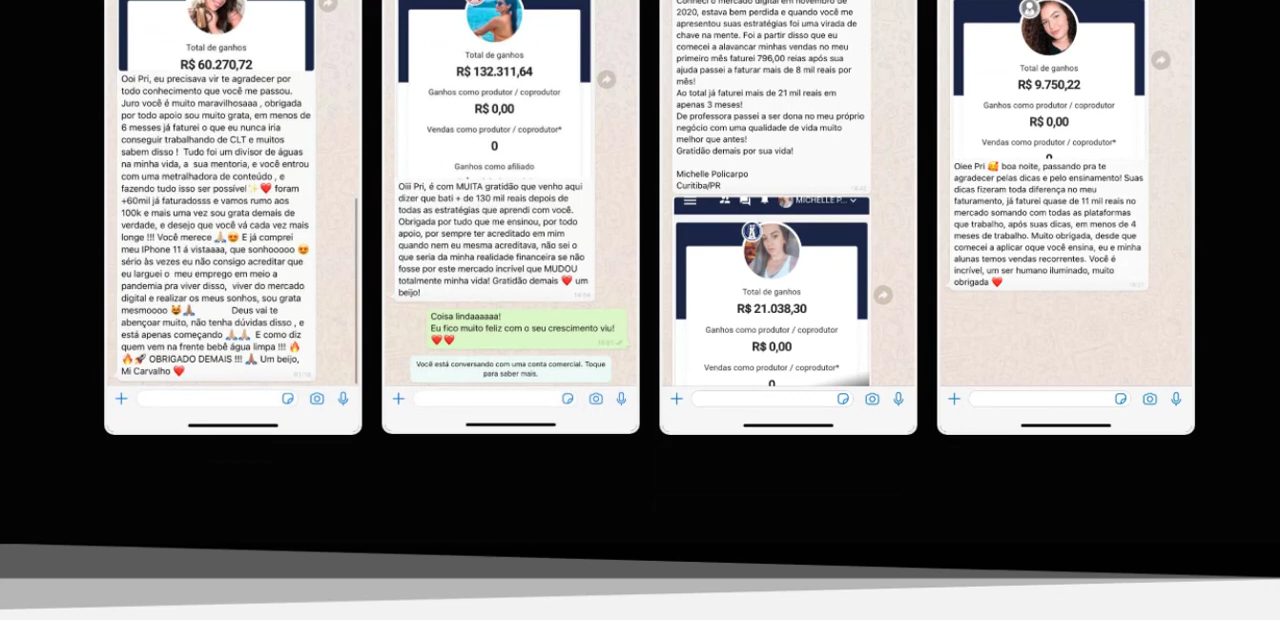 Total de ganhos
R$ 60.270,72
Ooi Pri, eu precisava vir te agradecer por
todo conhecimento que você me passou.
Juro você é muito maravilhosaaa , obrigada
por todo apoio sou muito grata, em menos de
6 messes já faturei o que eu nunca iria
conseguir trabalhando de CLT e muitos
sabem disso ! Tudo foi um divisor de águas
na minha vida, a sua mentoria, e você entrou
com uma metralhadora de conteúdo , e
fazendo tudo isso ser possível✨❤️ foram
+60mil já faturadosss e vamos rumo aos
100k e mais uma vez sou grata demais de
verdade, e desejo que você vá cada vez mais
longe !!! Você merece 🙏🏼😍 E já comprei
meu IPhone 11 á vistaaaa, que sonhooooo 😍
sério às vezes eu não consigo acreditar que
eu larguei o meu emprego em meio a
pandemia pra viver disso, viver do mercado
digital e realizar os meus sonhos, sou grata
mesmoooo 😻🙏🏼 Deus vai te
abençoar muito, não tenha dúvidas disso , e
está apenas começando 🙏🏼🙏🏼 E como diz
quem vem na frente bebê água limpa !!! 🔥
🔥🚀 OBRIGADO DEMAIS !!! 🙏🏼 Um beijo,
Mi Carvalho ❤️
Total de ganhos
R$ 132.311,64
Ganhos como produtor / coprodutor
R$ 0,00
Vendas como produtor / coprodutor*
0
Ganhos como afiliado
Oiii Pri, é com MUITA gratidão que venho aqui
dizer que bati + de 130 mil reais depois de
todas as estratégias que aprendi com você.
Obrigada por tudo que me ensinou, por todo
apoio, por sempre ter acreditado em mim
quando nem eu mesma acreditava, não sei o
que seria da minha realidade financeira se não
fosse por este mercado incrivel que MUDOU
totalmente minha vida! Gratidão demais ❤️ um
beijo!
Coisa lindaaaaaa!
Eu fico muito feliz com o seu crescimento viu!
❤️❤️
Você está conversando com uma conta comercial. Toque
para saber mais.
Conheci o mercado digital em novembro de
2020, estava bem perdida e quando você me
apresentou suas estratégias foi uma virada de
chave na mente. Foi a partir disso que eu
comecei a alavancar minhas vendas no meu
primeiro mês faturei 796,00 reias após sua
ajuda passei a faturar mais de 8 mil reais por
mês!
Ao total já faturei mais de 21 mil reais em
apenas 3 meses!
De professora passei a ser dona no meu próprio
negócio com uma qualidade de vida muito
melhor que antes!
Gratidão demais por sua vida!
Michelle Policarpo
Curitiba/PR
MICHELLE P...
Total de ganhos
R$ 21.038,30
Ganhos como produtor / coprodutor
R$ 0,00
Vendas como produtor / coprodutor*
0
Total de ganhos
R$ 9.750,22
Ganhos como produtor / coprodutor
R$ 0,00
Vendas como produtor / coprodutor*
0
Oiee Pri 🥰 boa noite, passando pra te
agradecer pelas dicas e pelo ensinamento! Suas
dicas fizeram toda diferença no meu
faturamento, já faturei quase de 11 mil reais no
mercado somando com todas as plataformas
que trabalho, após suas dicas, em menos de 4
meses de trabalho. Muito obrigada, desde que
comecei a aplicar oque você ensina, eu e minha
alunas temos vendas recorrentes. Você é
incrível, um ser humano iluminado, muito
obrigada ❤️